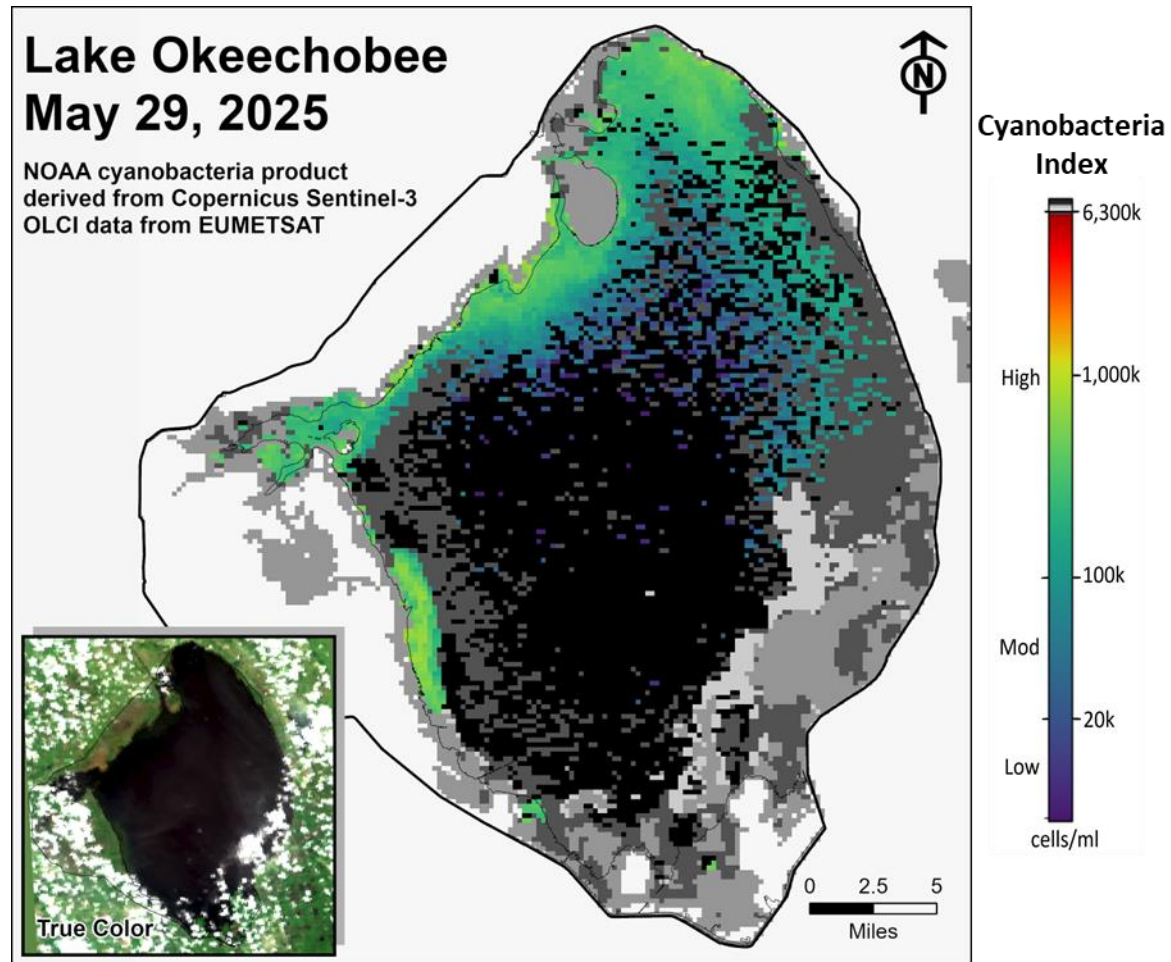 Lake Okeechobee
May 29, 2025
NOAA cyanobacteria product
derived from Copernicus Sentinel-3
OLCI data from EUMETSAT
N
Cyanobacteria
Index
6,300k
High
1,000k
100k
Mod
20k
Low
cells/ml
True Color
0 2.5 5
Miles